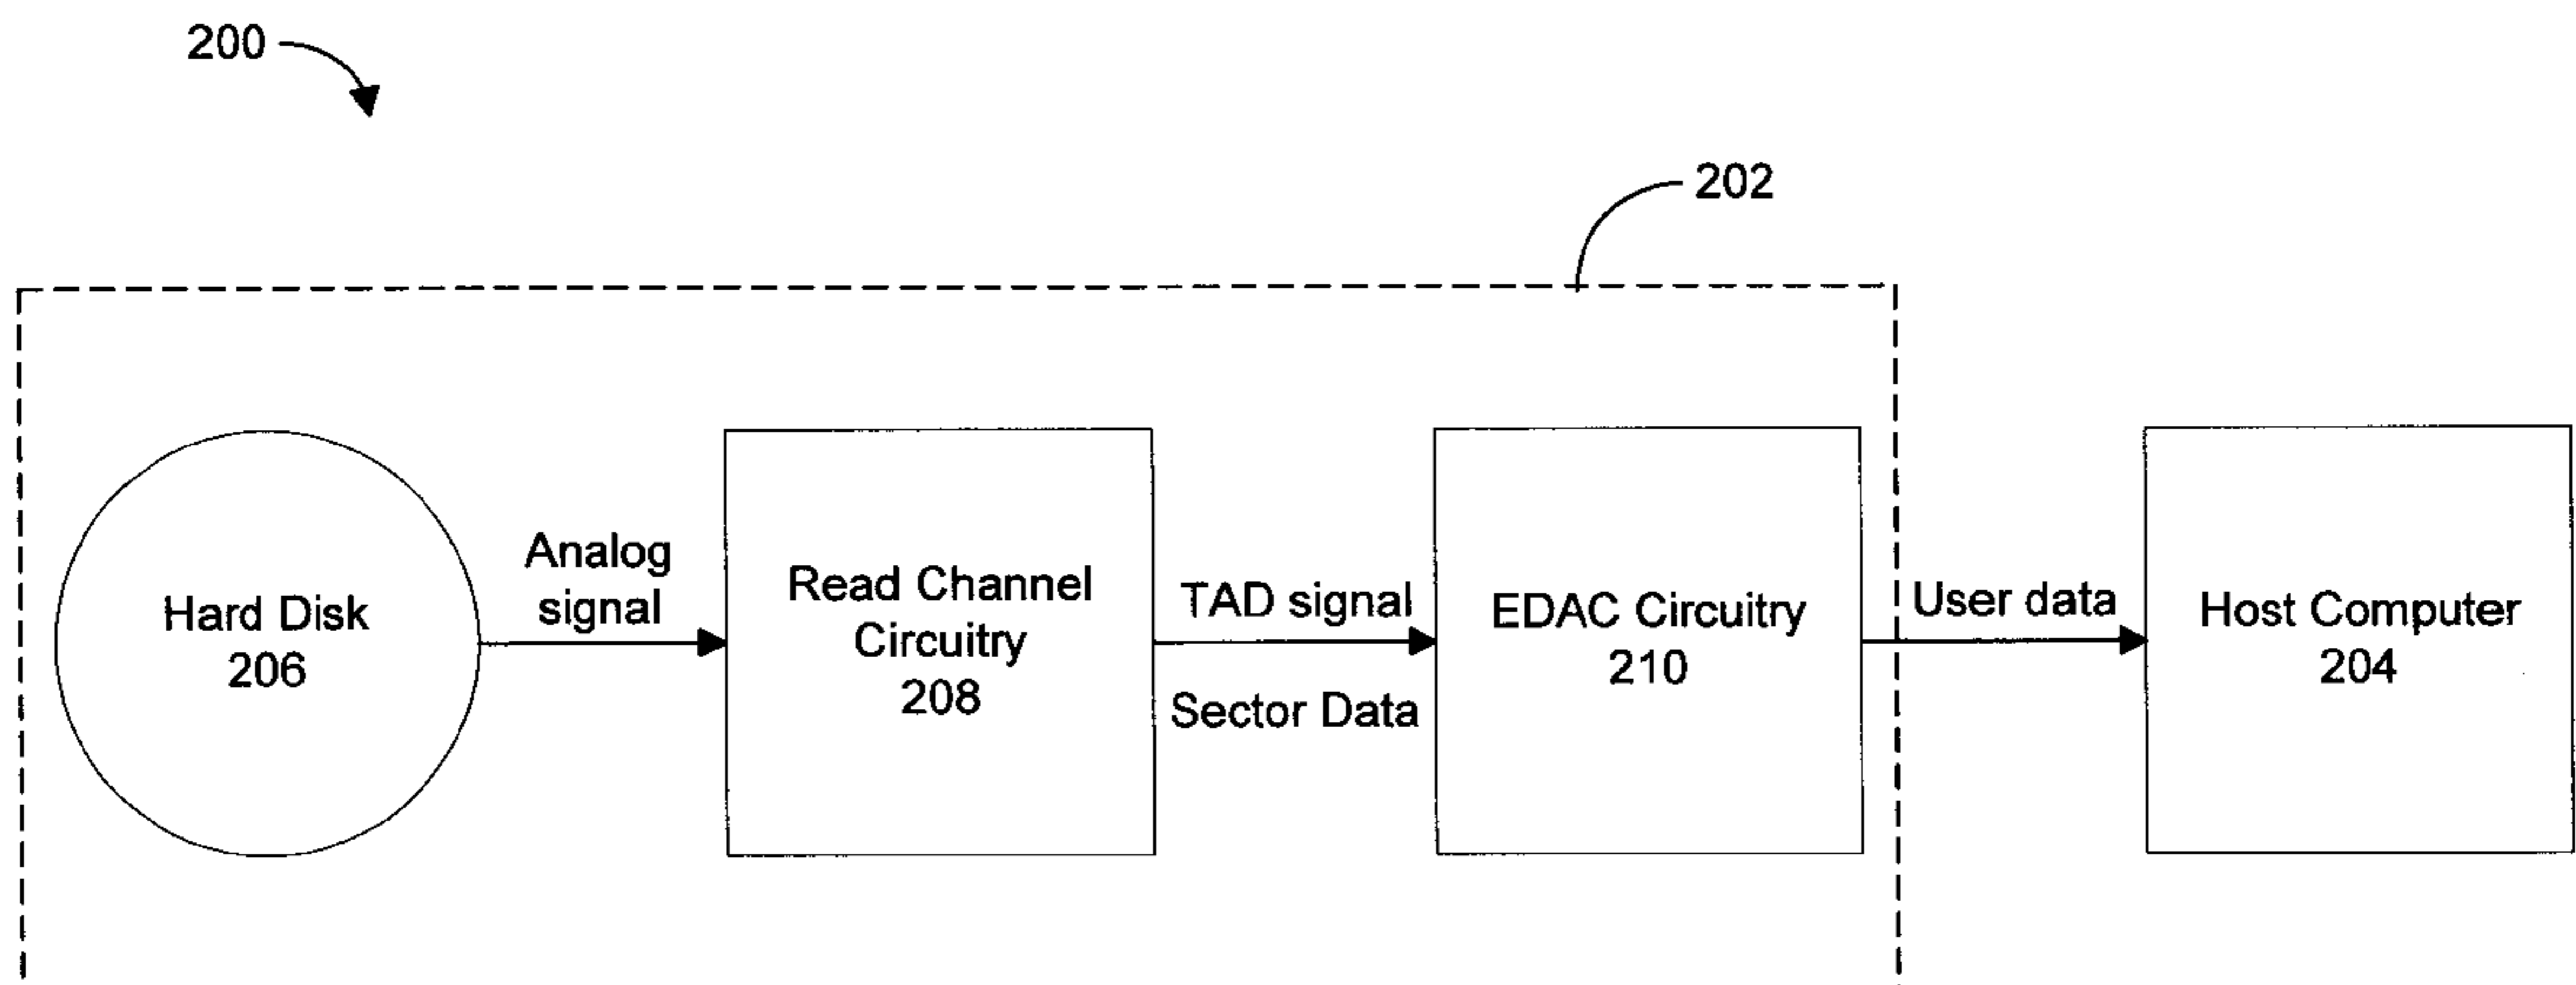 200
202
Hard Disk
206
Analog
signal
Read Channel
Circuitry
208
TAD signal
Sector Data
EDAC Circuitry
210
User data
Host Computer
204